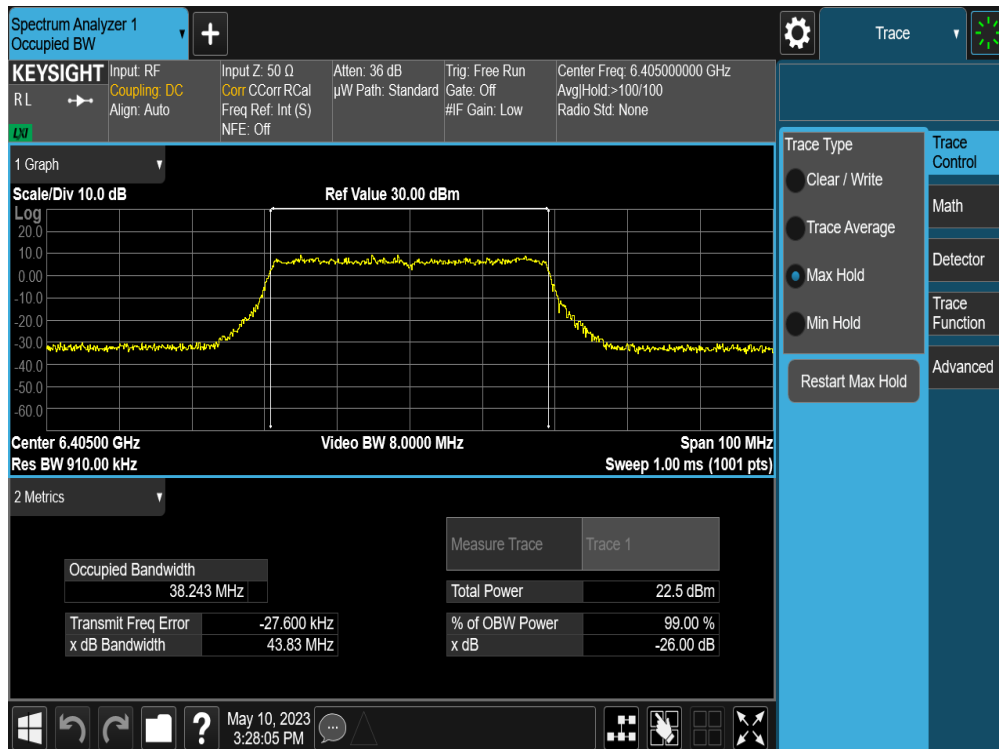 Spectrum Analyzer 1
Occupied BW
+
Trace
KEYSIGHT
RL
LXI
Input: RF
Coupling: DC
Align: Auto
Input Z: 50 Ω
Corr CCorr RCal
Freq Ref: Int (S)
NFE: Off
Atten: 36 dB
µW Path: Standard
Trig: Free Run
Gate: Off
#IF Gain: Low
Center Freq: 6.405000000 GHz
Avg|Hold:>100/100
Radio Std: None
1 Graph
Scale/Div 10.0 dB
Ref Value 30.00 dBm
Log
20.0
10.0
0.00
-10.0
-20.0
-30.0
-40.0
-50.0
-60.0
Center 6.40500 GHz
Video BW 8.0000 MHz
Span 100 MHz
Res BW 910.00 kHz
Sweep 1.00 ms (1001 pts)
2 Metrics
Measure Trace
Trace 1
Occupied Bandwidth
38.243 MHz
Total Power
22.5 dBm
Transmit Freq Error
-27.600 kHz
% of OBW Power
99.00 %
x dB Bandwidth
43.83 MHz
x dB
-26.00 dB
?
May 10, 2023
3:28:05 PM
Trace Type
Clear / Write
Trace Average
Max Hold
Min Hold
Restart Max Hold
Trace
Control
Math
Detector
Trace
Function
Advanced